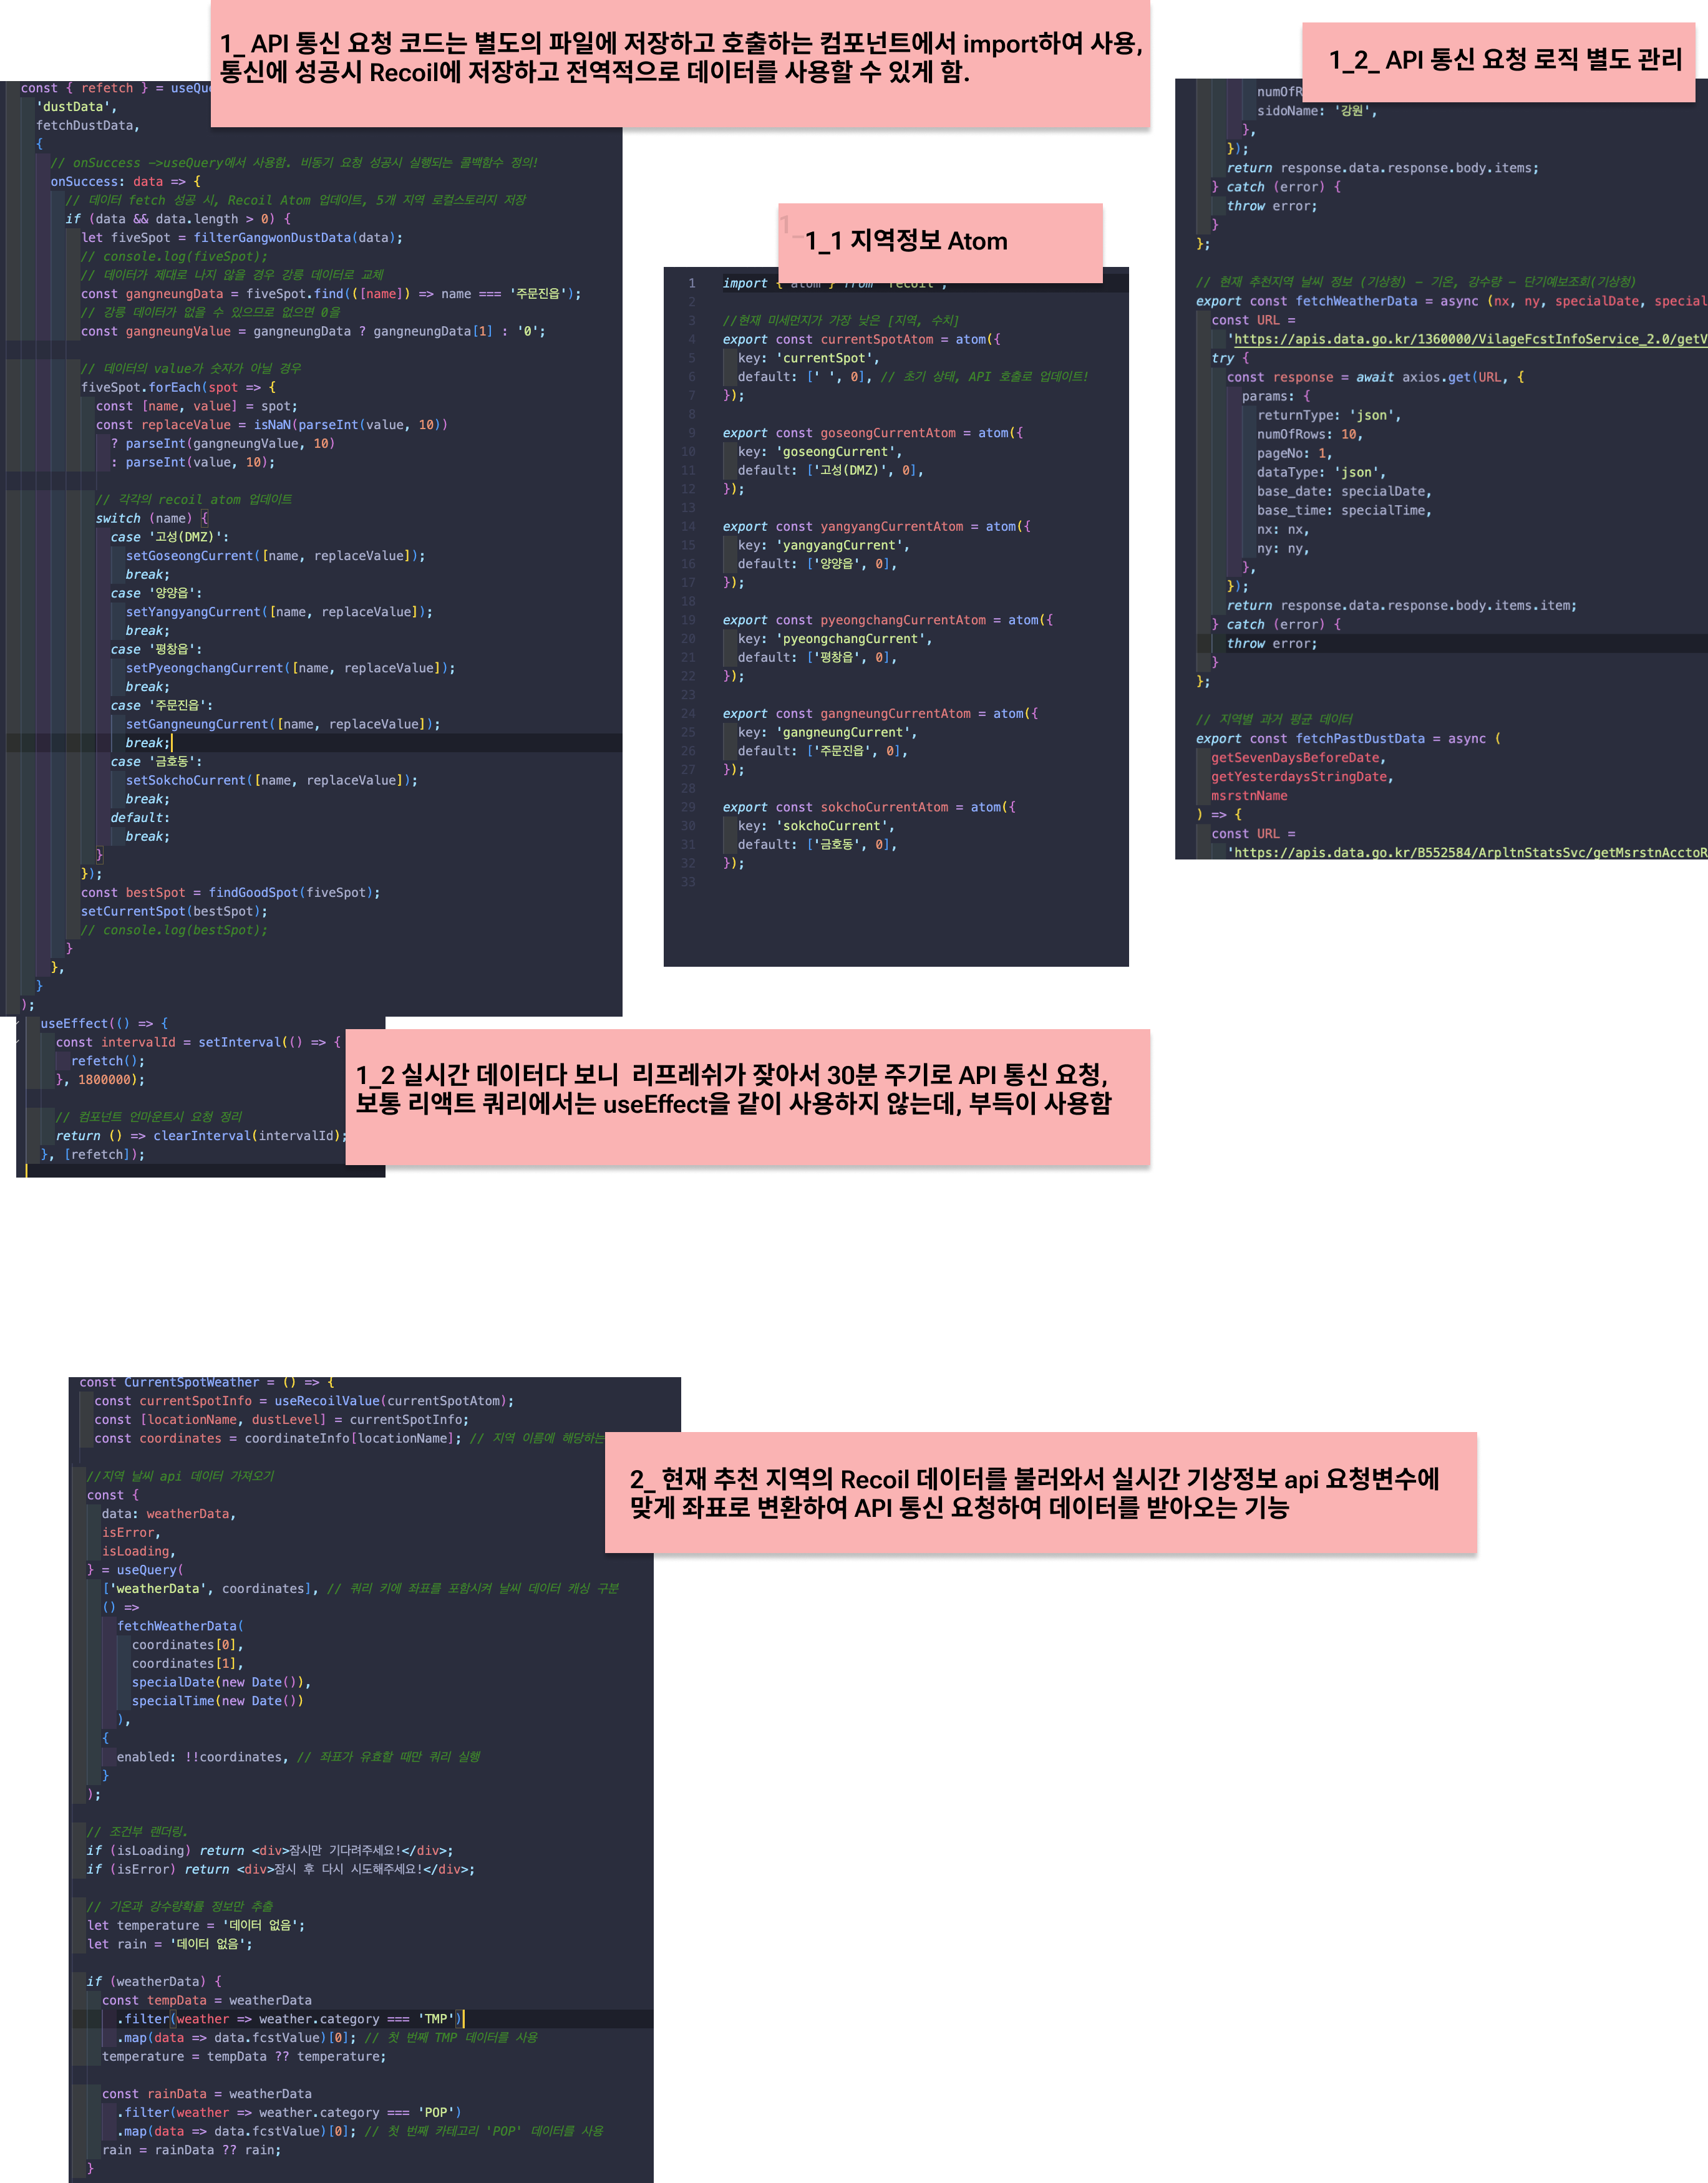 1_ API 통신 요청 코드는 별도의 파일에 저장하고 호출하는 컴포넌트에서 import하여 사용,
통신에 성공시 Recoil에 저장하고 전역적으로 데이터를 사용할 수 있게 함.
const { refetch } =
'dustData',
fetchDustData,
{
// onSuccess ->useQuery에서 사용함. 비동기 요청 성공시 실행되는 콜백함수 정의!
onSuccess: data => {
// 데이터 fetch 성공 시, Recoil Atom 업데이트, 5개 지역 로컬스토리지 저장
if (data && data.length > 0) {
let fiveSpot = filterGangwonDustData(data);
// console.log(fiveSpot);
// 데이터가 제대로 나지 않을 경우 강릉 데이터로 교체
const gangneungData = fiveSpot.find(([name]) => name === '주문진읍');
// 강릉 데이터가 없을 수 있으므로 없으면 0을
const gangneungValue = gangneungData ? gangneungData[1] : '0';
// 데이터의 value가 숫자가 아닐 경우
fiveSpot.forEach(spot => {
const [name, value] = spot;
const replaceValue = isNaN(parseInt(value, 10))
? parseInt(gangneungValue, 10)
: parseInt(value, 10);
// 각각의 recoil atom 업데이트
switch (name) {
case '고성(DMZ)':
setGoseongCurrent([name, replaceValue]);
break;
case '양양읍':
setYangyangCurrent([name, replaceValue]);
break;
case '평창읍':
setPyeongchangCurrent([name, replaceValue]);
break;
case '주문진읍':
setGangneungCurrent([name, replaceValue]);
break;
case '금호동':
setSokchoCurrent([name, replaceValue]);
break;
default:
break;
}
});
const bestSpot = findGoodSpot(fiveSpot);
setCurrentSpot(bestSpot);
// console.log(bestSpot);
}
},
}
);
useEffect(() => {
const intervalId = setInterval(() => {
refetch();
}, 1800000);
// 컴포넌트 언마운트시 요청 정리
return () => clearInterval(intervalId);
}, [refetch]);
1_2 실시간 데이터다 보니  리프레쉬가 잦아서 30분 주기로 API 통신 요청,
보통 리액트 쿼리에서는 useEffect을 같이 사용하지 않는데, 부득이 사용함
1_
1_1 지역정보 Atom
1 import { atom } from 'recoil';
2
3 //현재 미세먼지가 가장 낮은 [지역, 수치]
4 export const currentSpotAtom = atom({
5 key: 'currentSpot',
6 default: [' ', 0], // 초기 상태, API 호출로 업데이트!
7 });
8
9 export const goseongCurrentAtom = atom({
10 key: 'goseongCurrent',
11 default: ['고성(DMZ)', 0],
12 });
13
14 export const yangyangCurrentAtom = atom({
15 key: 'yangyangCurrent',
16 default: ['양양읍', 0],
17 });
18
19 export const pyeongchangCurrentAtom = atom({
20 key: 'pyeongchangCurrent',
21 default: ['평창읍', 0],
22 });
23
24 export const gangneungCurrentAtom = atom({
25 key: 'gangneungCurrent',
26 default: ['주문진읍', 0],
27 });
28
29 export const sokchoCurrentAtom = atom({
30 key: 'sokchoCurrent',
31 default: ['금호동', 0],
32 });
33
1_2_ API 통신 요청 로직 별도 관리
sidoName: '강원',
},
});
return response.data.response.body.items;
} catch (error) {
throw error;
}
};
// 현재 추천지역 날씨 정보 (기상청) – 기온, 강수량 – 단기예보조회(기상청)
export const fetchWeatherData = async (nx, ny, specialDate, special
const URL =
'https://apis.data.go.kr/1360000/VilageFcstInfoService_2.0/getV
try {
const response = await axios.get(URL, {
params: {
returnType: 'json',
numOfRows: 10,
pageNo: 1,
dataType: 'json',
base_date: specialDate,
base_time: specialTime,
nx: nx,
ny: ny,
},
});
return response.data.response.body.items.item;
} catch (error) {
throw error;
}
};
// 지역별 과거 평균 데이터
export const fetchPastDustData = async (
getSevenDaysBeforeDate,
getYesterdaysStringDate,
msrstnName
) => {
const URL =
'https://apis.data.go.kr/B552584/ArpltnStatsSvc/getMsrstnAcctoR
const CurrentSpotWeather = () => {
const currentSpotInfo = useRecoilValue(currentSpotAtom);
const [locationName, dustLevel] = currentSpotInfo;
const coordinates = coordinateInfo[locationName]; // 지역 이름에 해당하는
//지역 날씨 api 데이터 가져오기
const {
data: weatherData,
isError,
isLoading,
} = useQuery(
['weatherData', coordinates], // 쿼리 키에 좌표를 포함시켜 날씨 데이터 캐싱 구분
() =>
fetchWeatherData(
coordinates[0],
coordinates[1],
specialDate(new Date()),
specialTime(new Date())
),
{
enabled: !!coordinates, // 좌표가 유효할 때만 쿼리 실행
}
);
// 조건부 랜더링.
if (isLoading) return <div>잠시만 기다려주세요!</div>;
if (isError) return <div>잠시 후 다시 시도해주세요!</div>;
// 기온과 강수량확률 정보만 추출
let temperature = '데이터 없음';
let rain = '데이터 없음';
if (weatherData) {
const tempData = weatherData
.filter(weather => weather.category === 'TMP')
.map(data => data.fcstValue)[0]; // 첫 번째 TMP 데이터를 사용
temperature = tempData ?? temperature;
const rainData = weatherData
.filter(weather => weather.category === 'POP')
.map(data => data.fcstValue)[0]; // 첫 번째 카테고리 'POP' 데이터를 사용
rain = rainData ?? rain;
}
2_ 현재 추천 지역의 Recoil 데이터를 불러와서 실시간 기상정보 api 요청변수에
맞게 좌표로 변환하여 API 통신 요청하여 데이터를 받아오는 기능